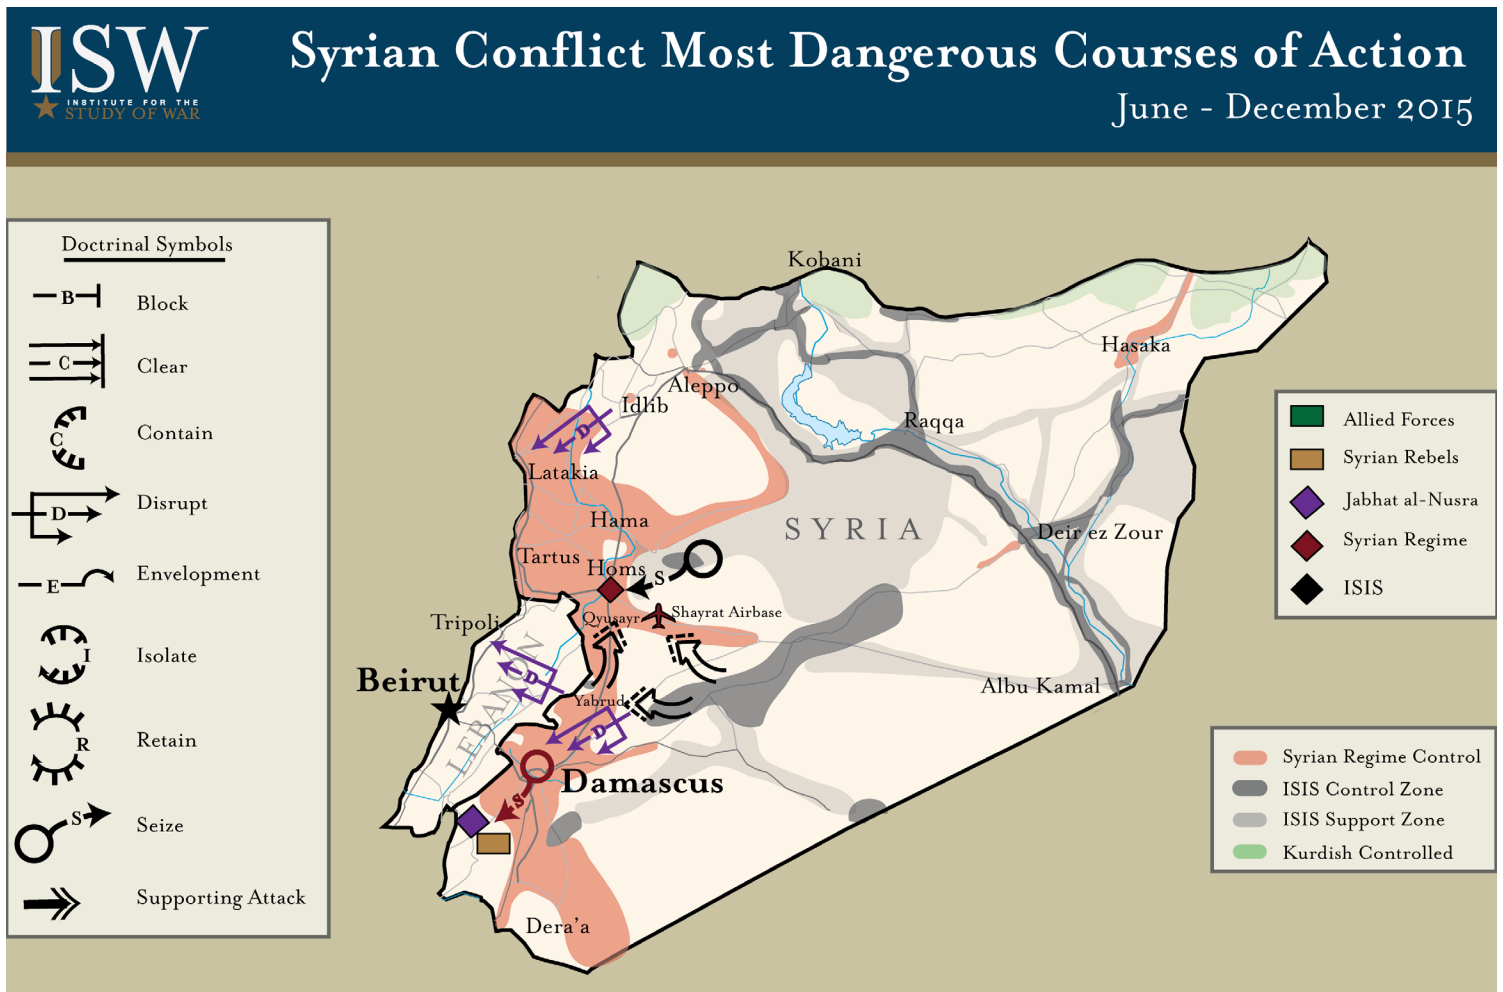 ISW
INSTITUTE FOR THE
STUDY OF WAR
Syrian Conflict Most Dangerous Courses of Action
June - December 2015
Doctrinal Symbols
B
Block
C
Clear
C
Contain
D
Disrupt
E
Envelopment
I
Isolate
R
Retain
S
Seize
Supporting Attack
Kobani
Hasaka
Aleppo
Idlib
D
Raqqa
Latakia
Hama
SYRIA
Deir ez Zour
Tartus
Homs
S
Qyusayr
Shayrat Airbase
Tripoli
LEBANON
D
Beirut
Yabrud
D
Albu Kamal
Damascus
S
Dera'a
Allied Forces
Syrian Rebels
Jabhat al-Nusra
Syrian Regime
ISIS
Syrian Regime Control
ISIS Control Zone
ISIS Support Zone
Kurdish Controlled